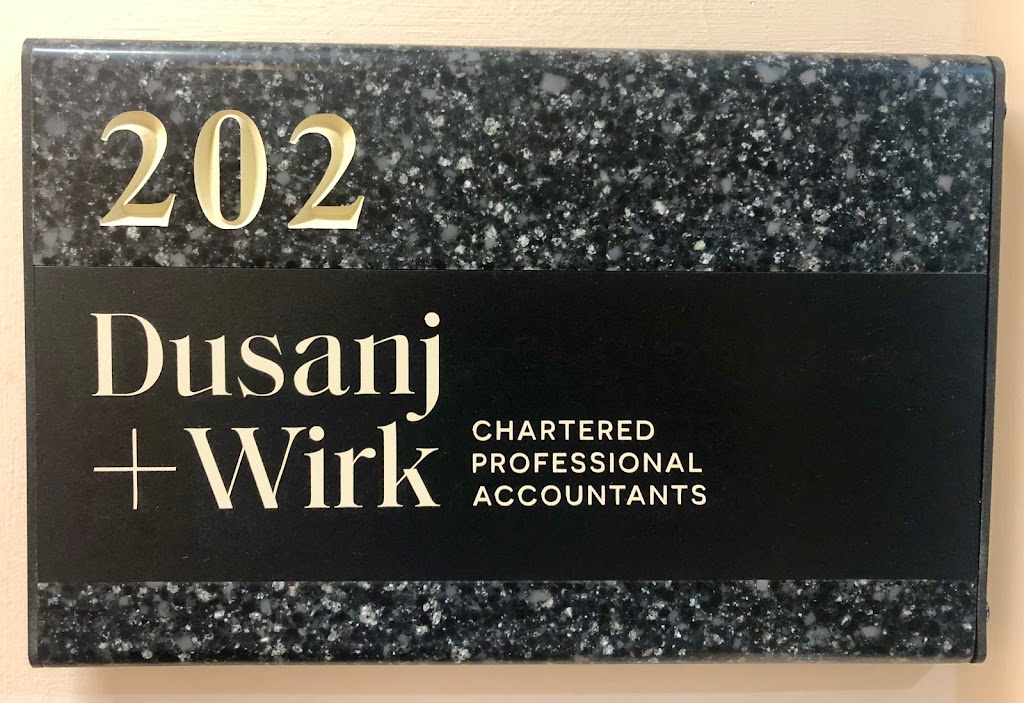 202
Dusanj
+Wirk
CHARTERED
PROFESSIONAL
ACCOUNTANTS